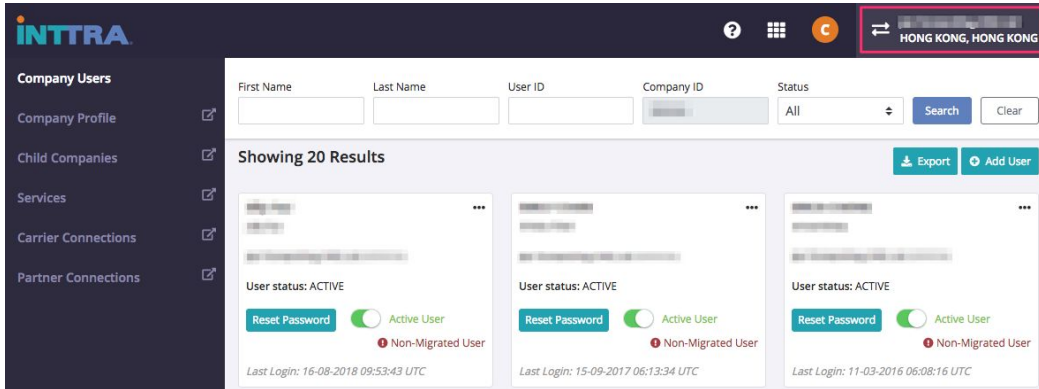 INTTRA
C
HONG KONG, HONG KONG
Company Users
Company Profile
Child Companies
Services
Carrier Connections
Partner Connections
First Name Last Name User ID Company ID Status
All Search Clear
Showing 20 Results
Export Add User
User status: ACTIVE
Reset Password Active User
Non-Migrated User
Last Login: 16-08-2018 09:53:43 UTC
User status: ACTIVE
Reset Password Active User
Non-Migrated User
Last Login: 15-09-2017 06:13:34 UTC
User status: ACTIVE
Reset Password Active User
Non-Migrated User
Last Login: 11-03-2016 06:08:16 UTC